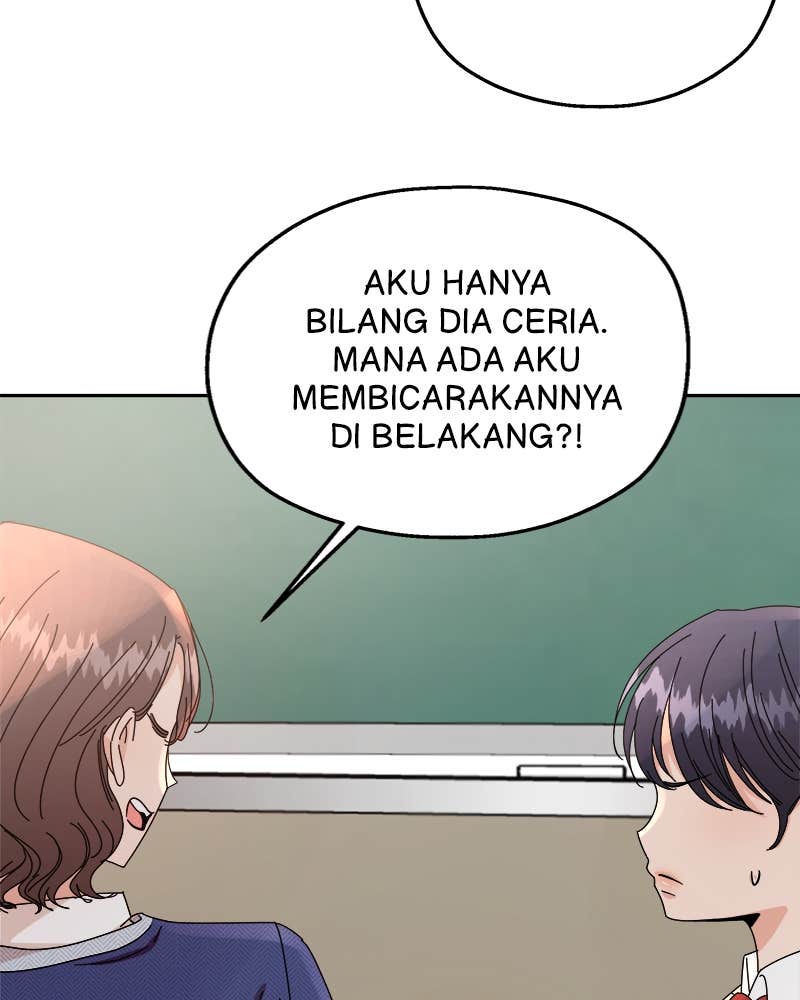 AKU HANYA
BILANG DIA CERIA.
MANA ADA AKU
MEMBICARAKANNYA
DI BELAKANG?!